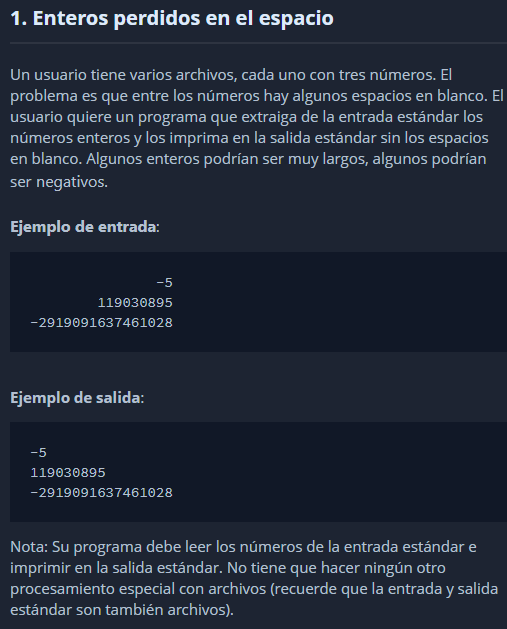 1. Enteros perdidos en el espacio
Un usuario tiene varios archivos, cada uno con tres números. El
problema es que entre los números hay algunos espacios en blanco. El
usuario quiere un programa que extraiga de la entrada estándar los
números enteros y los imprima en la salida estándar sin los espacios
en blanco. Algunos enteros podrían ser muy largos, algunos podrían
ser negativos.
Ejemplo de entrada:
-5
119030895
-2919091637461028
Ejemplo de salida:
-5
119030895
-2919091637461028
Nota: Su programa debe leer los números de la entrada estándar e
imprimir en la salida estándar. No tiene que hacer ningún otro
procesamiento especial con archivos (recuerde que la entrada y salida
estándar son también archivos).